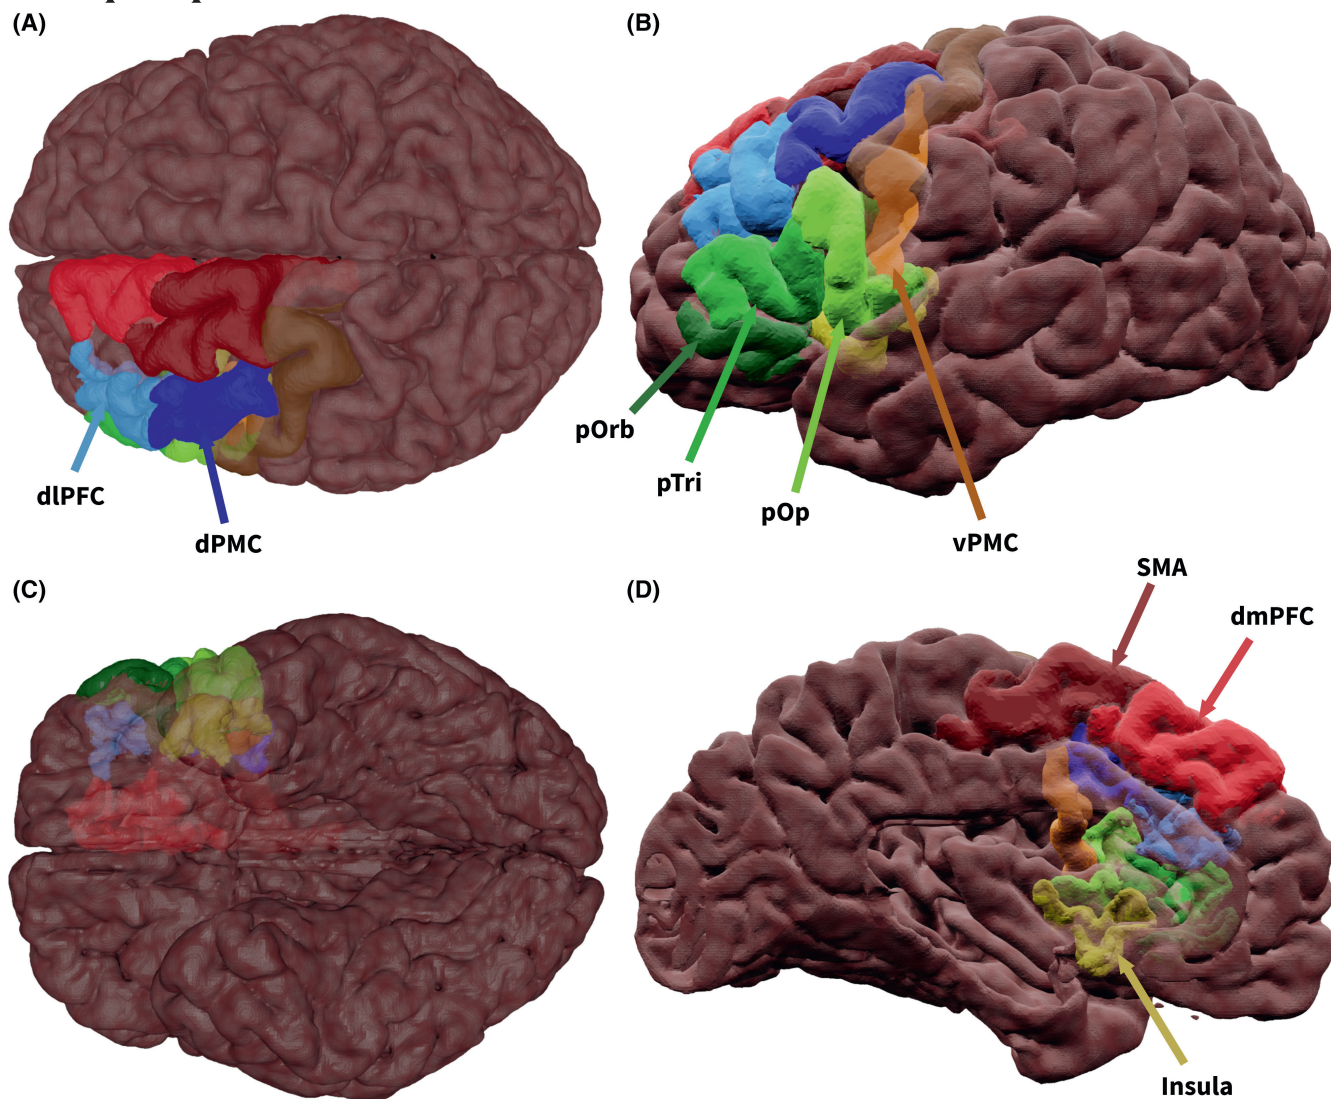 (A)
(B)
dlPFC
dPMC
pOrb
pTri
pOp
vPMC
(C)
(D)
SMA
dmPFC
Insula